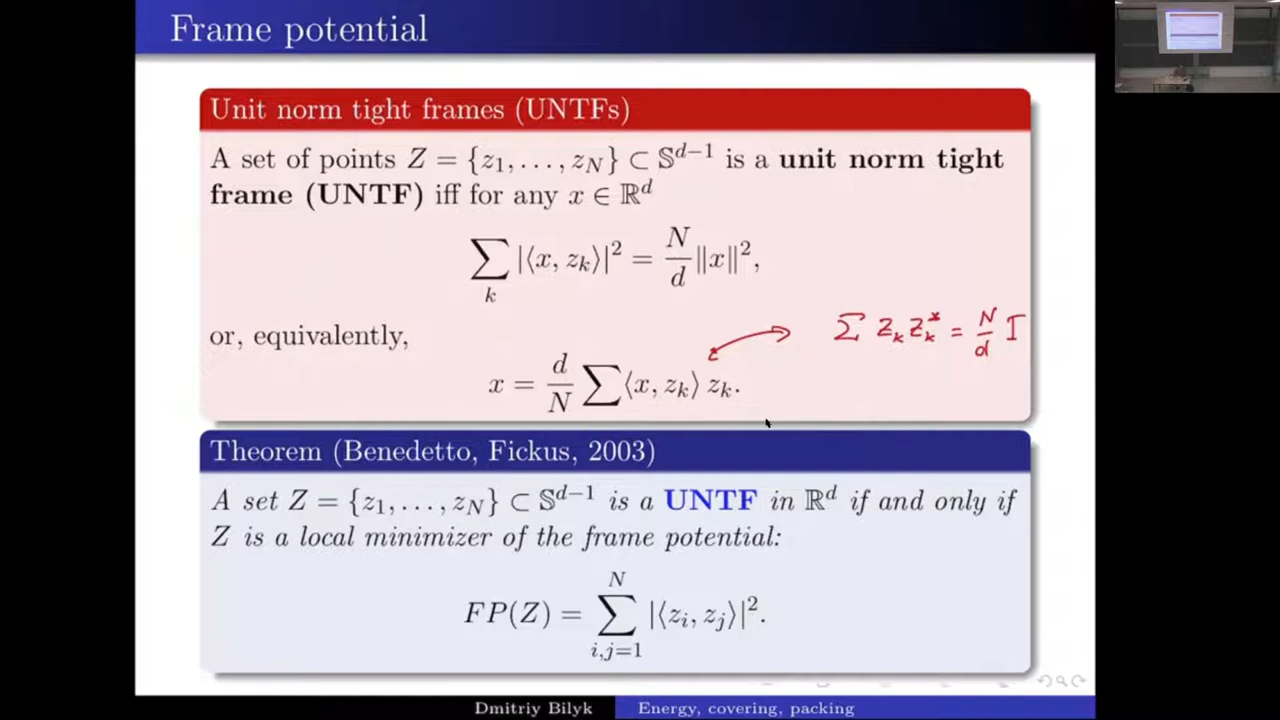 Frame potential
Unit norm tight frames (UNTFs)
A set of points Z = {z_1, . . . , z_N} ⊂ 𝕊^{d−1} is a unit norm tight
frame (UNTF) iff for any x ∈ ℝ^d
∑_k |⟨x, z_k⟩|^2 = N/d ‖x‖^2,
or, equivalently,
∑ z_k z_k^* = N/d I
x = d/N ∑⟨x, z_k⟩ z_k.
Theorem (Benedetto, Fickus, 2003)
A set Z = {z_1, . . . , z_N} ⊂ 𝕊^{d−1} is a UNTF in ℝ^d if and only if
Z is a local minimizer of the frame potential:
FP(Z) = ∑_{i,j=1}^N |⟨z_i, z_j⟩|^2.
Dmitriy Bilyk Energy, covering, packing